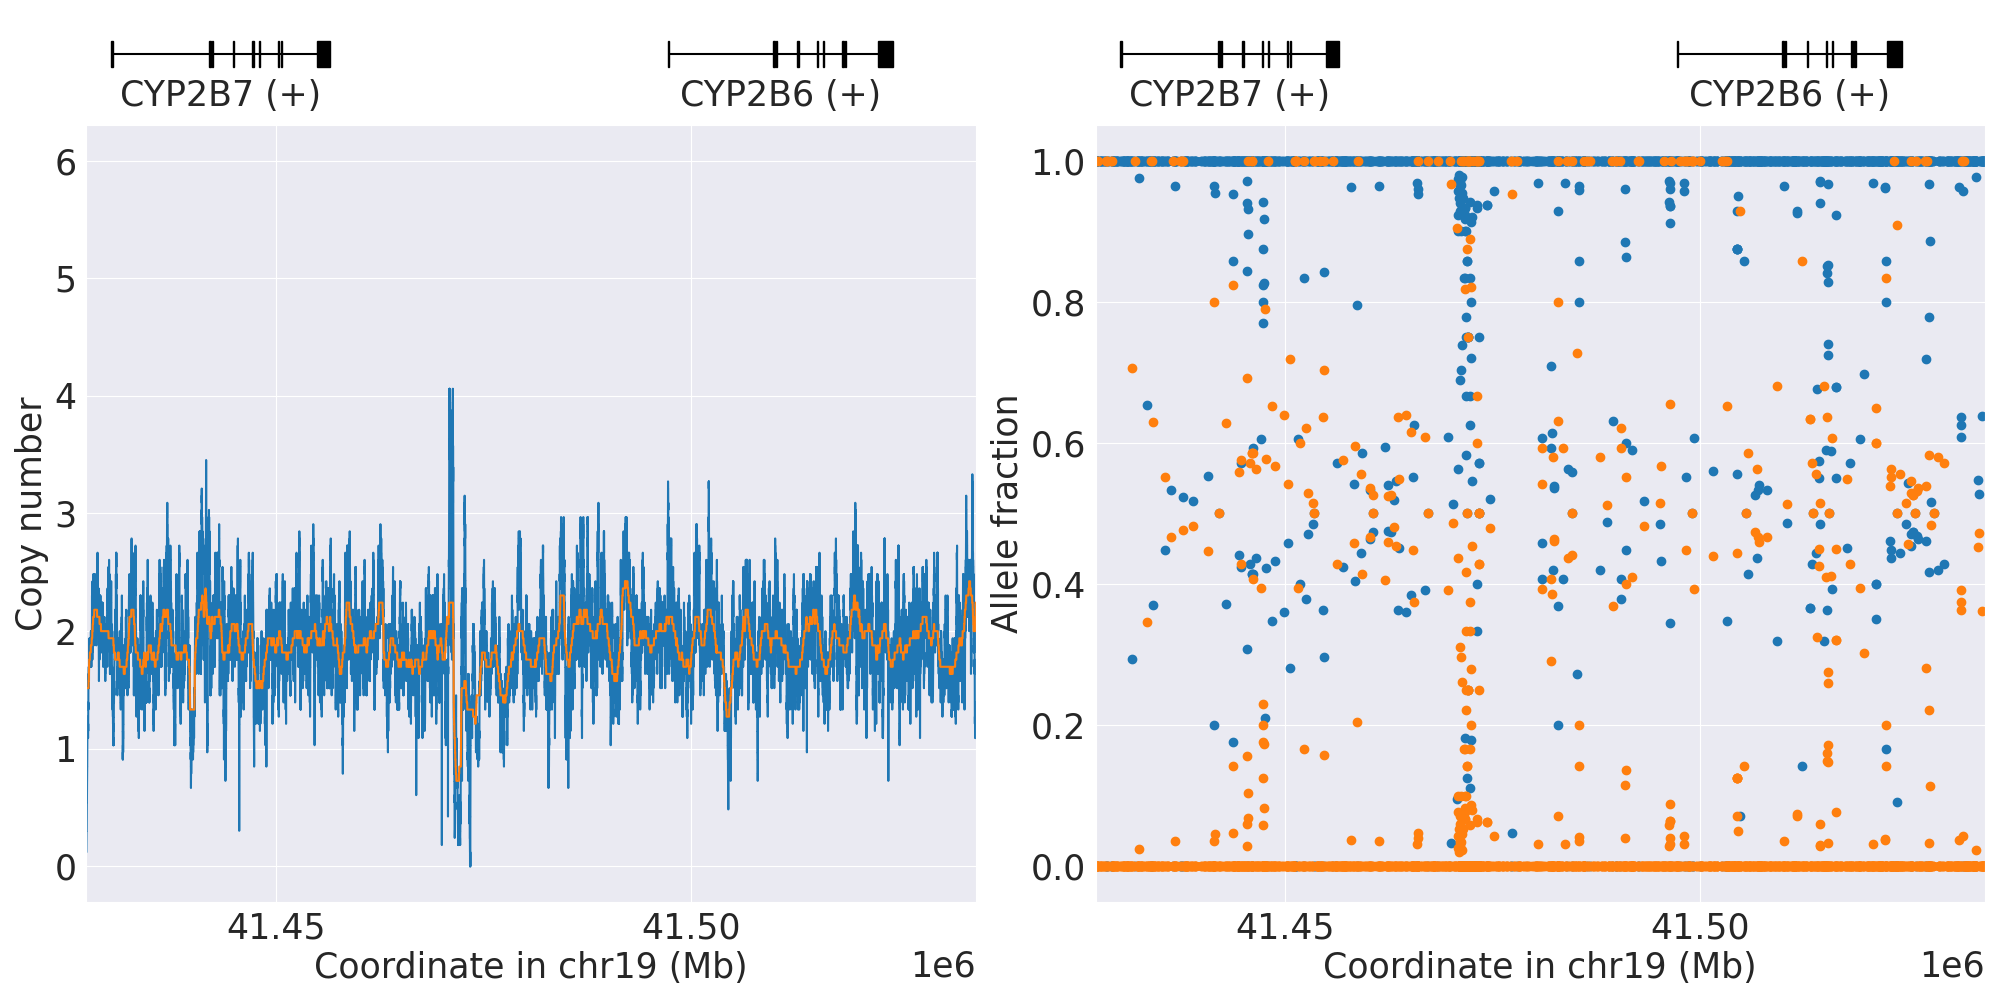 CYP2B7 (+)
CYP2B6 (+)
6
5
4
3
2
1
0
Copy number
41.45
41.50
Coordinate in chr19 (Mb)
1e6
CYP2B7 (+)
CYP2B6 (+)
1.0
0.8
0.6
0.4
0.2
0.0
Allele fraction
41.45
41.50
Coordinate in chr19 (Mb)
1e6